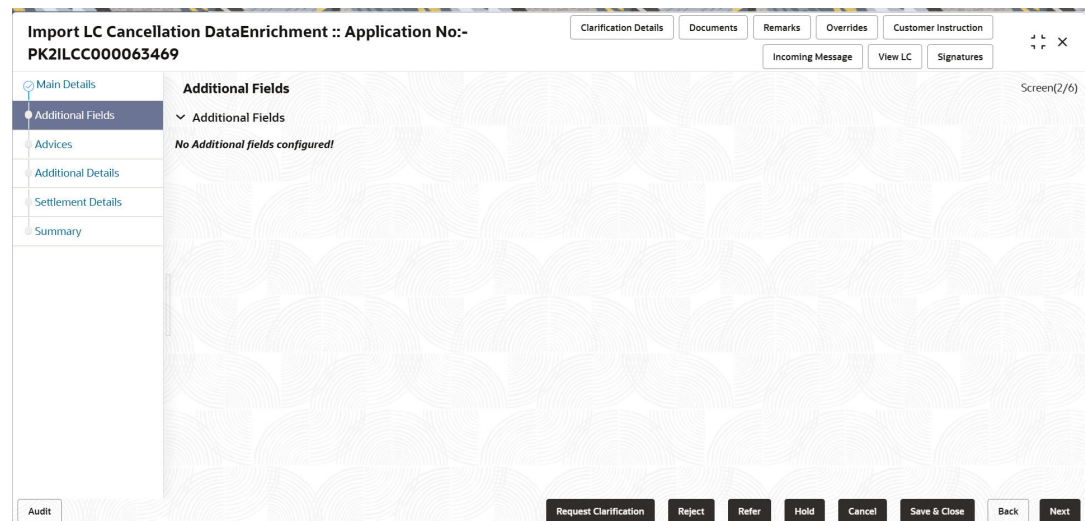 Import LC Cancellation DataEnrichment :: Application No:-
PK2ILCC000063469
Clarification Details
Documents
Remarks
Overrides
Customer Instruction
Incoming Message
View LC
Signatures
Main Details
Additional Fields
Advices
Additional Details
Settlement Details
Summary
Additional Fields
Screen(2/6)
Additional Fields
No Additional fields configured!
Audit
Request Clarification
Reject
Refer
Hold
Cancel
Save & Close
Back
Next